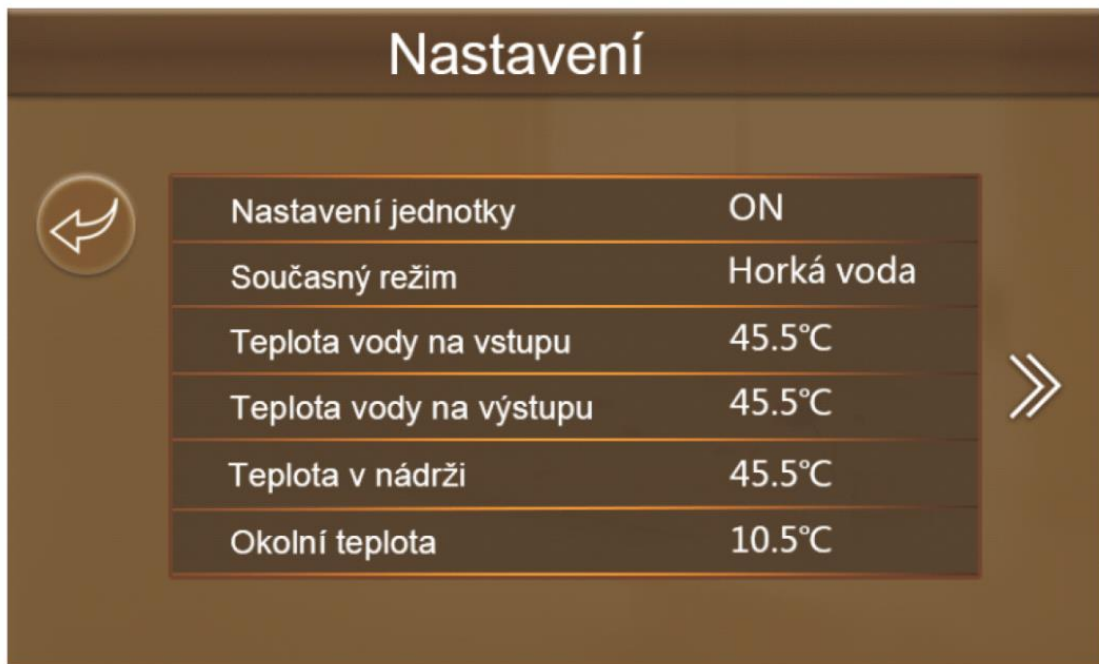 Nastavení
Nastavení jednotky ON
Současný režim Horká voda
Teplota vody na vstupu 45.5℃
Teplota vody na výstupu 45.5℃
Teplota v nádrži 45.5℃
Okolní teplota 10.5℃